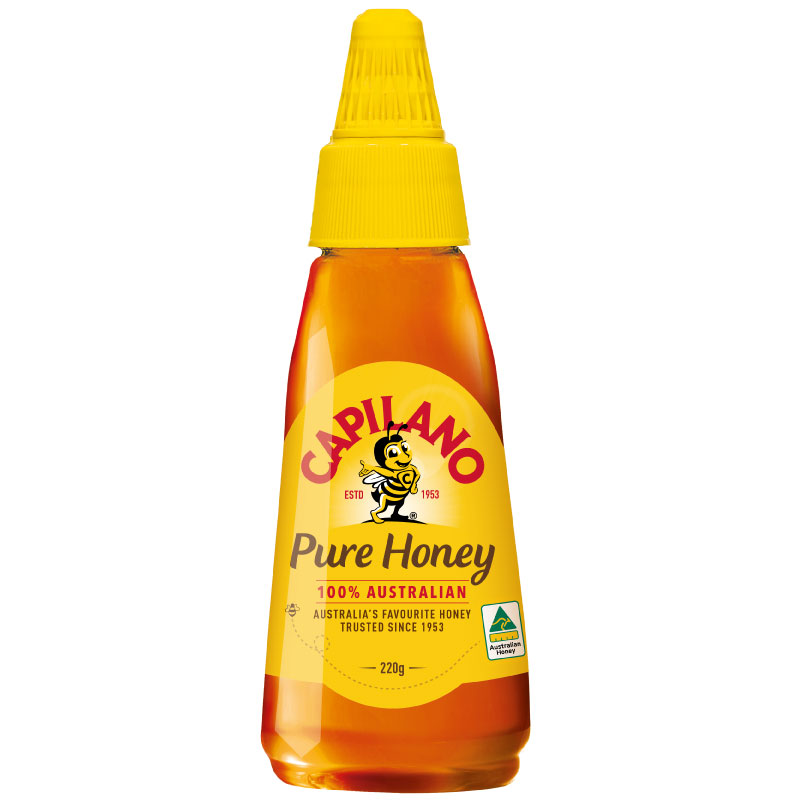 CAPILANO
ESTD 1953
C
®
Pure Honey
100% AUSTRALIAN
AUSTRALIA'S FAVOURITE HONEY
TRUSTED SINCE 1953
220g
Australian
Honey